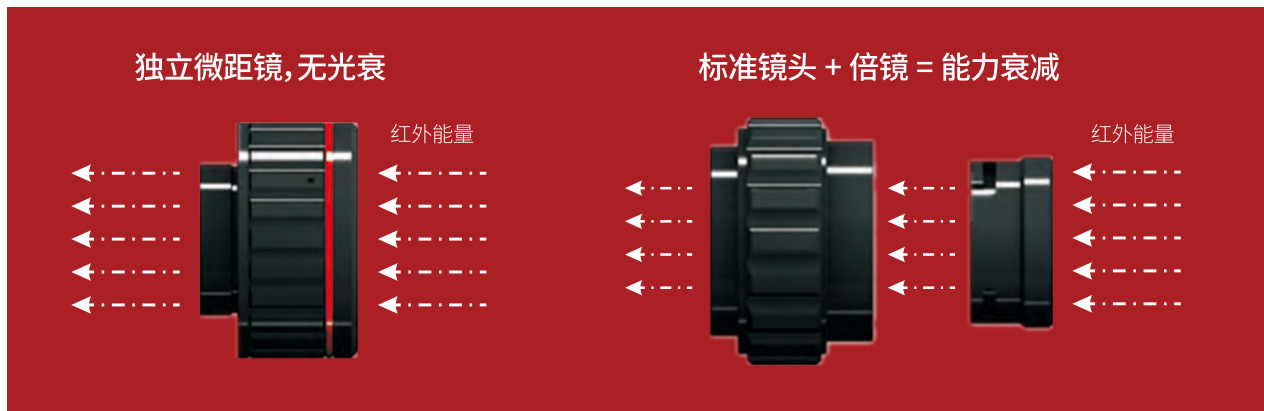 独立微距镜，无光衰
标准镜头 + 倍镜 = 能力衰减
红外能量
红外能量